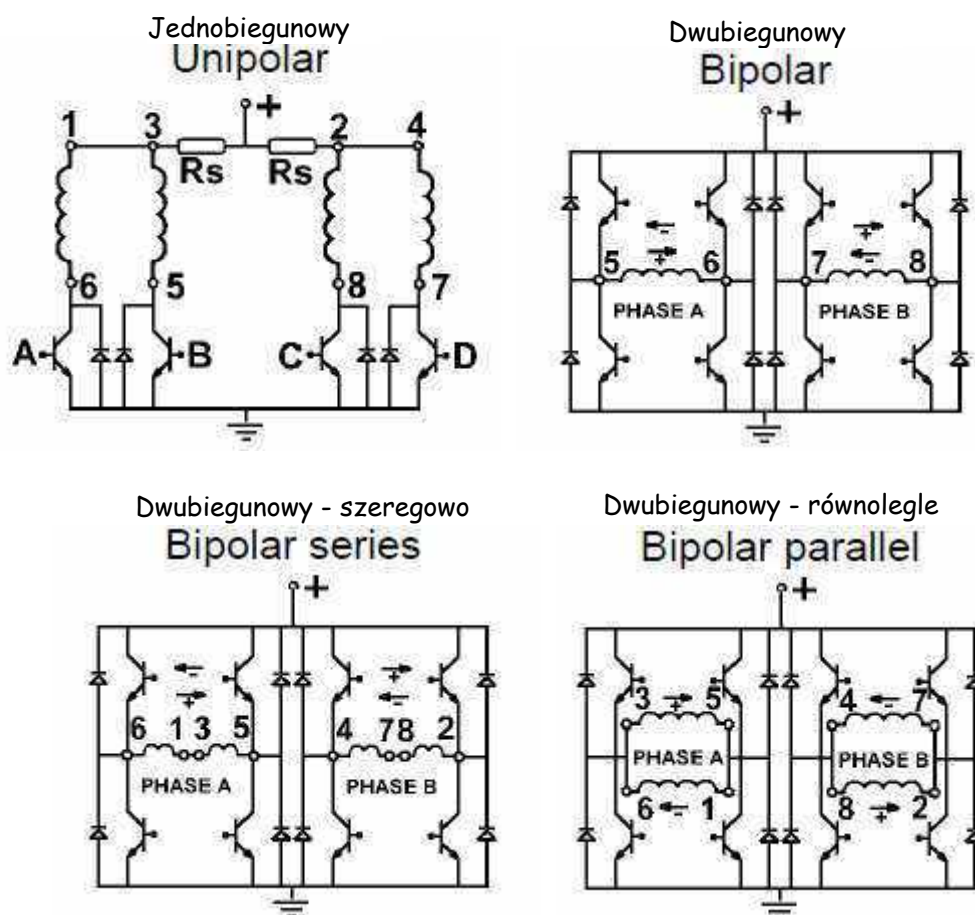 Jednobiegunowy
Unipolar
+
1 3 2 4
Rs Rs
6 5 8 7
A B C D
Dwubiegunowy
Bipolar
+
- +
+ -
5 6 7 8
PHASE A PHASE B
Dwubiegunowy - szeregowo
Bipolar series
+
- +
+ -
6 1 3 5 4 7 8 2
PHASE A PHASE B
Dwubiegunowy - równolegle
Bipolar parallel
+
3 + 5 4 - 7
PHASE A PHASE B
6 - 1 8 + 2